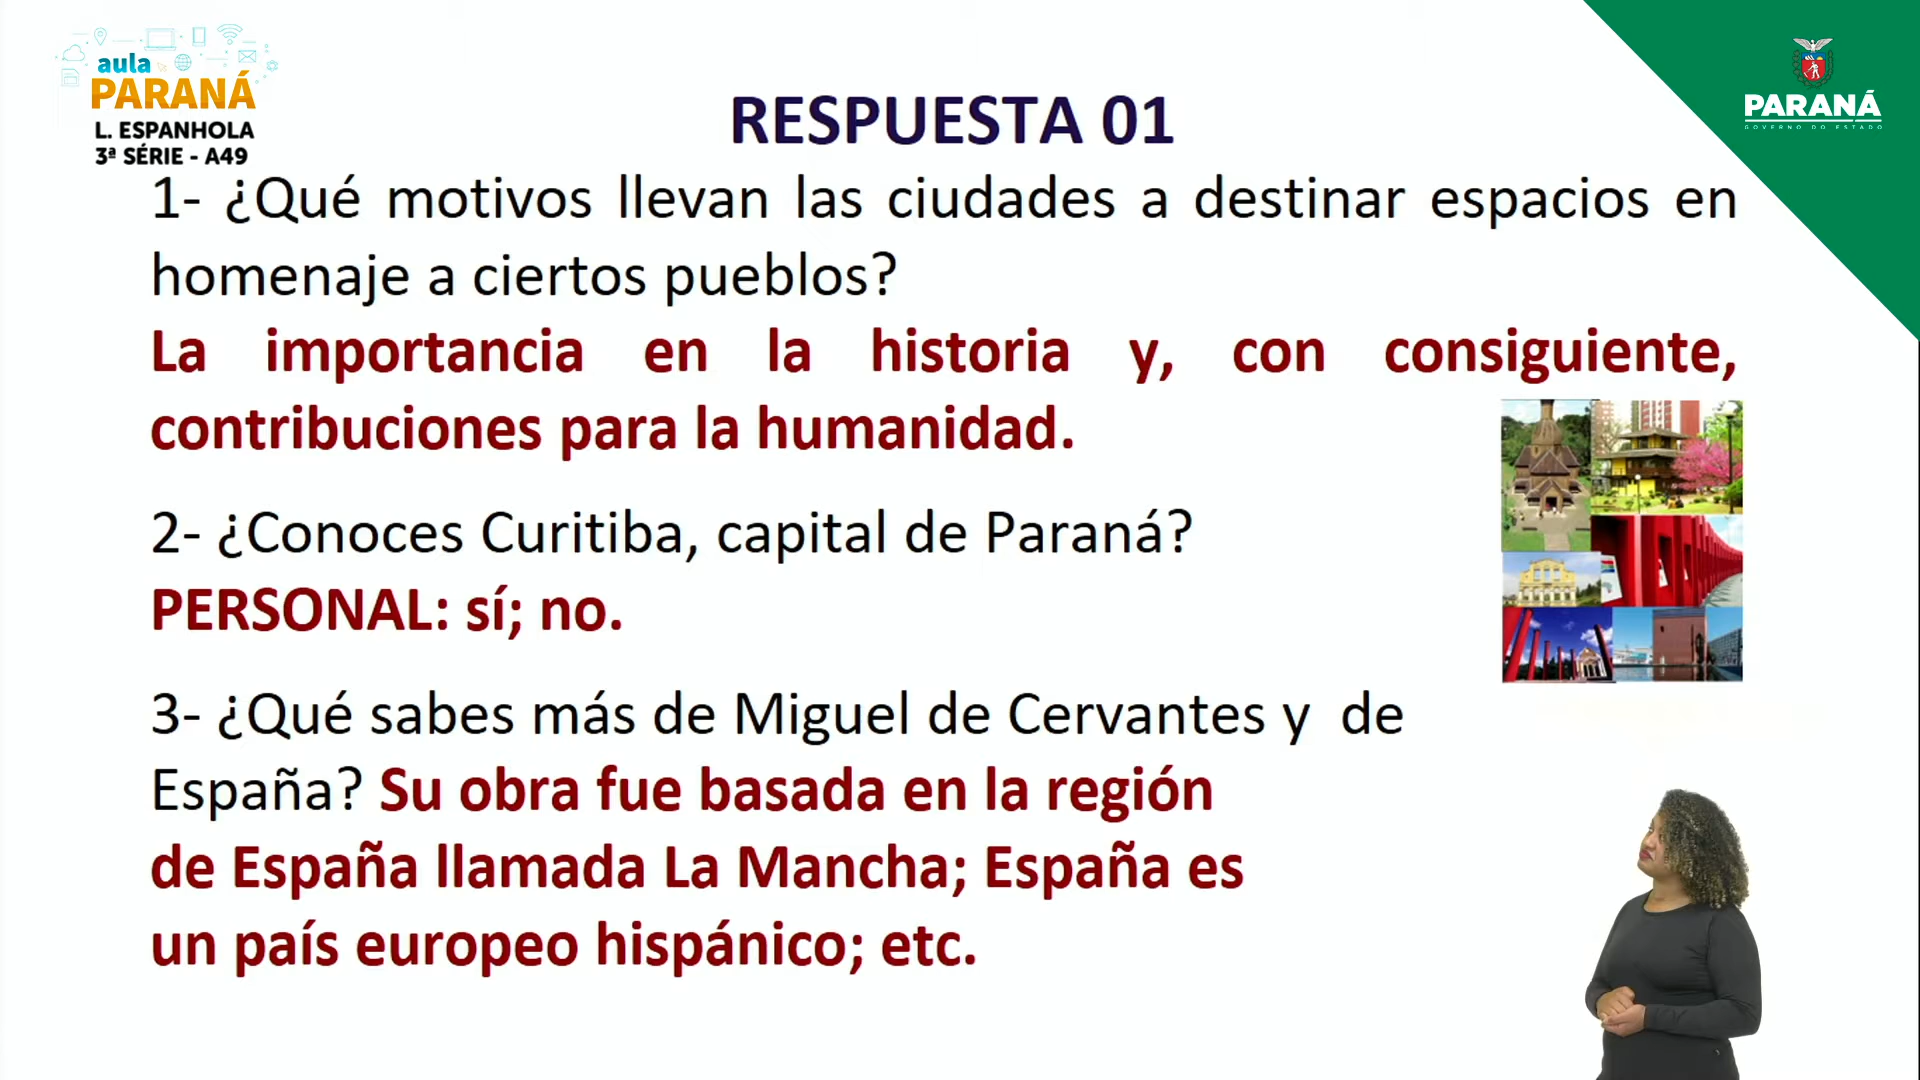 aula
PARANÁ
L. ESPANHOLA
3ª SÉRIE - A49
PARANÁ
GOVERNO DO ESTADO
RESPUESTA 01
1- ¿Qué motivos llevan las ciudades a destinar espacios en
homenaje a ciertos pueblos?
La importancia en la historia y, con consiguiente,
contribuciones para la humanidad.
2- ¿Conoces Curitiba, capital de Paraná?
PERSONAL: sí; no.
3- ¿Qué sabes más de Miguel de Cervantes y de
España? Su obra fue basada en la región
de España llamada La Mancha; España es
un país europeo hispánico; etc.